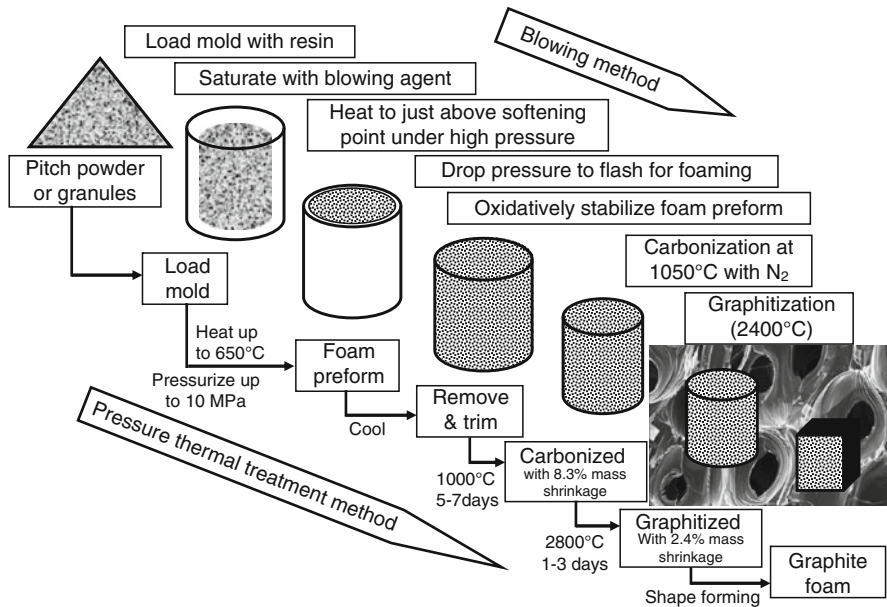 Load mold with resin
Blowing method
Saturate with blowing agent
Heat to just above softening
point under high pressure
Drop pressure to flash for foaming
Oxidatively stabilize foam preform
Carbonization at
1050°C with N₂
Graphitization
(2400°C)
Pitch powder
or granules
Load
mold
Heat up
to 650°C
Pressurize up
to 10 MPa
Foam
preform
Cool
Remove
& trim
1000°C
5-7days
Carbonized
with 8.3% mass
shrinkage
2800°C
1-3 days
Graphitized
With 2.4% mass
shrinkage
Shape forming
Graphite
foam
Pressure thermal treatment method